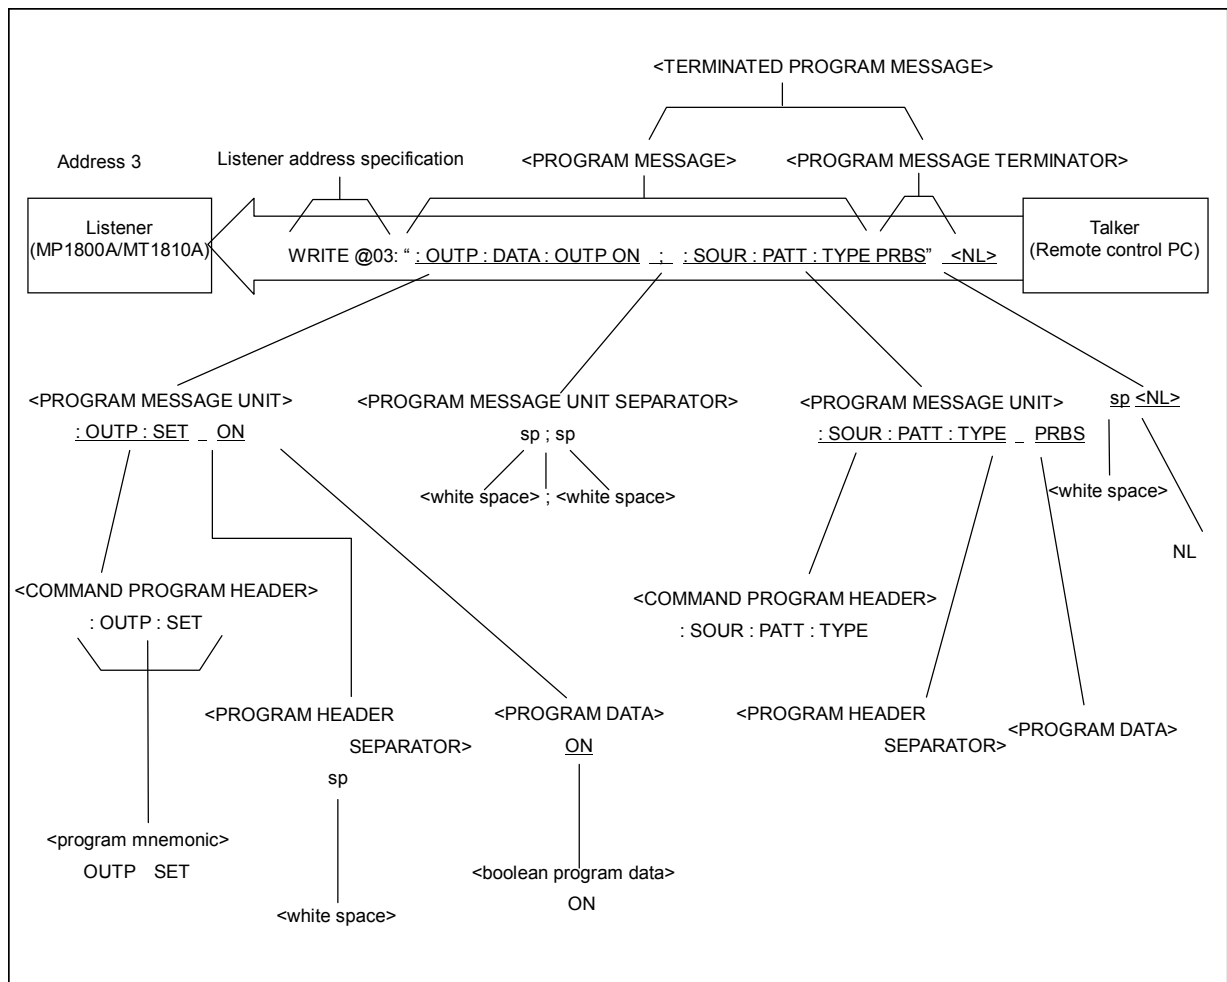 <TERMINATED PROGRAM MESSAGE>
Address 3
Listener address specification
<PROGRAM MESSAGE>
<PROGRAM MESSAGE TERMINATOR>
Listener
(MP1800A/MT1810A)
WRITE @03: “ : OUTP : DATA : OUTP ON _ ; _ : SOUR : PATT : TYPE PRBS” _<NL>
Talker
(Remote control PC)
<PROGRAM MESSAGE UNIT>
: OUTP : SET _ ON
<PROGRAM MESSAGE UNIT SEPARATOR>
sp ; sp
<white space> ; <white space>
<PROGRAM MESSAGE UNIT>
: SOUR : PATT : TYPE _ PRBS
sp <NL>
<white space>
NL
<COMMAND PROGRAM HEADER>
: OUTP : SET
<COMMAND PROGRAM HEADER>
: SOUR : PATT : TYPE
<PROGRAM HEADER
SEPARATOR>
sp
<PROGRAM DATA>
ON
<PROGRAM HEADER
SEPARATOR>
<PROGRAM DATA>
<program mnemonic>
OUTP SET
<boolean program data>
ON
<white space>